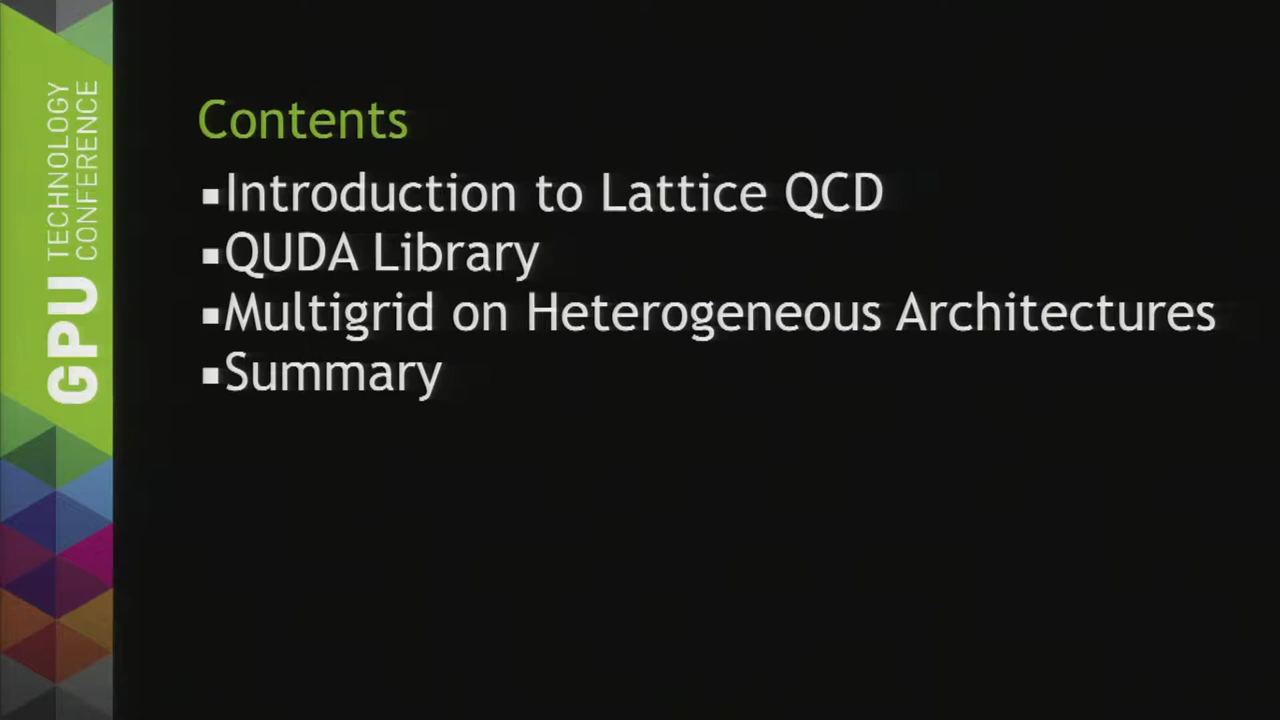 GPU TECHNOLOGY
CONFERENCE
Contents
▪Introduction to Lattice QCD
▪QUDA Library
▪Multigrid on Heterogeneous Architectures
▪Summary